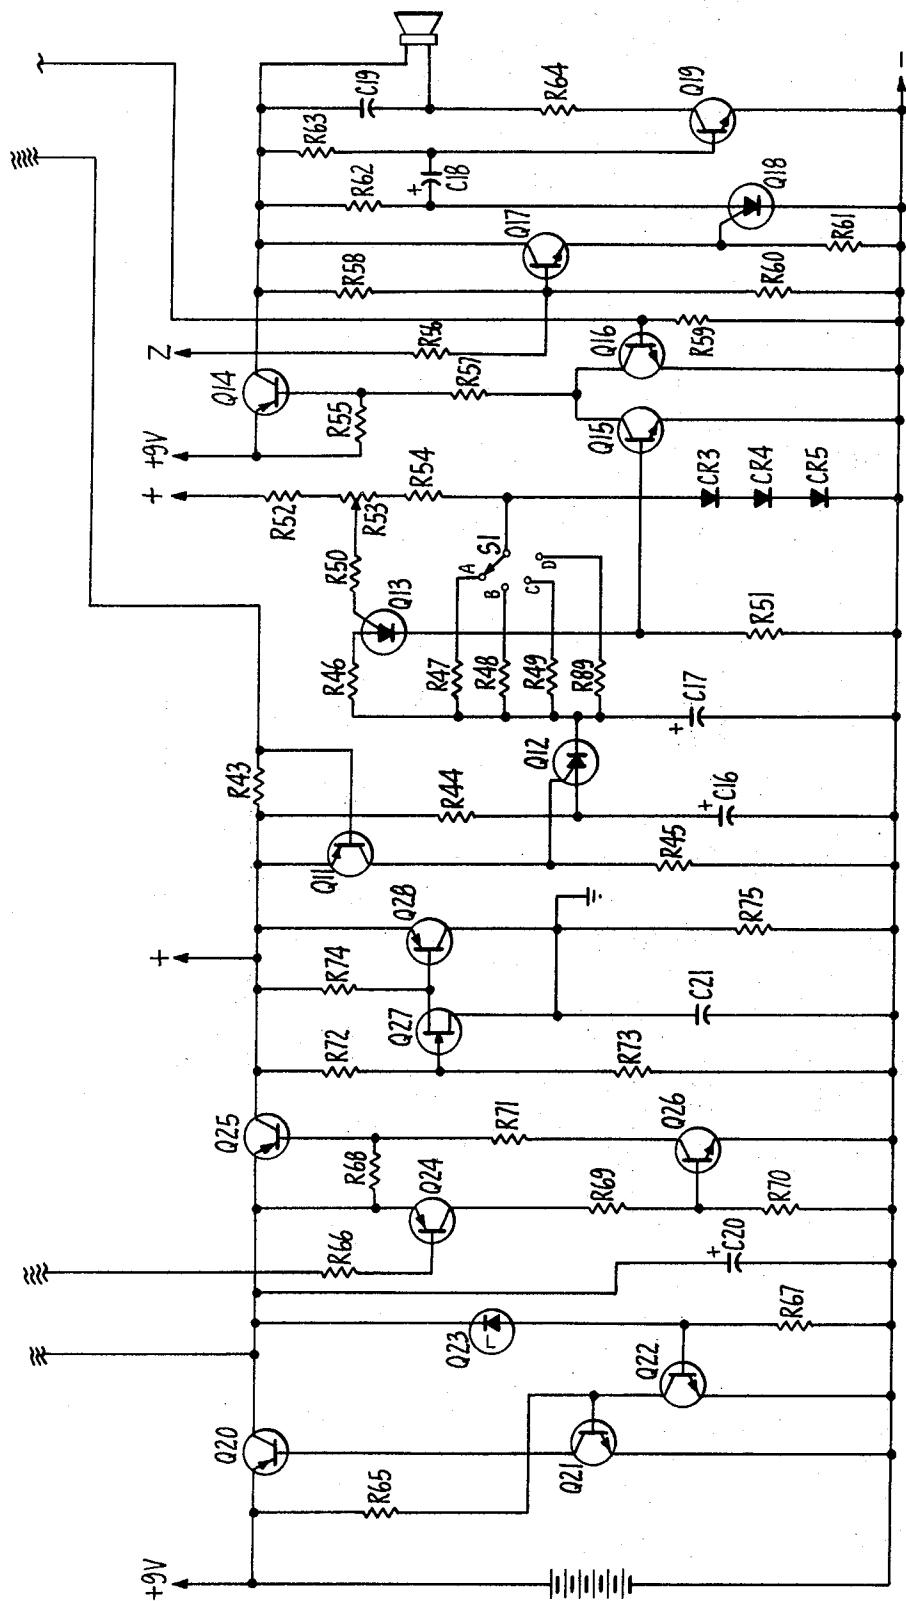 +9V
Q20
R65
Q21
Q22
Q23
R67
+
C20
R66
Q24
R68
Q25
R69
R70
R71
Q26
R72
Q27
R73
R74
Q28
C21
R75
+
Q11
R43
R44
R45
+
C16
Q12
+
C17
R46
R47
R48
R49
R89
Q13
R50
A
B
C
D
S1
R51
+
R52
R53
R54
CR3
CR4
CR5
+9V
Q14
R55
R57
Q15
Q16
R59
Z
R56
R58
R60
Q17
R61
R62
Q18
+
C18
R63
C19
R64
Q19
-